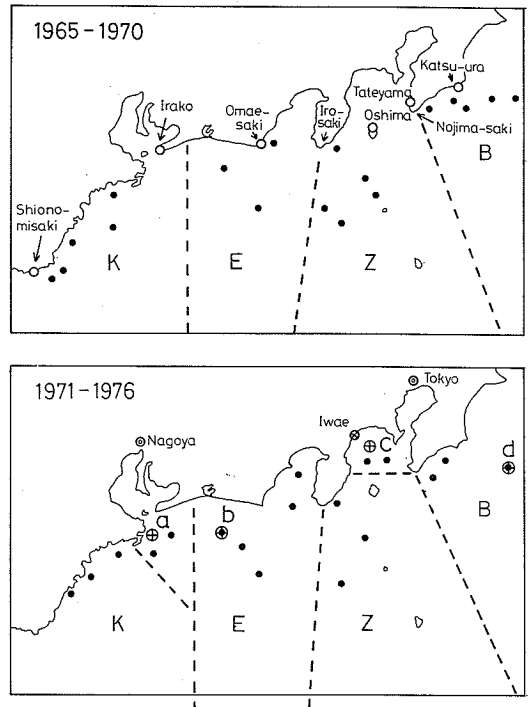 1965-1970
Katsu-ura
Tateyama
Irako
Omae-
saki
Iro-
saki
Oshima
Nojima-saki
B
Shiono-
misaki
K
E
Z
1971-1976
Tokyo
Iwae
Nagoya
C
d
a
b
B
K
E
Z